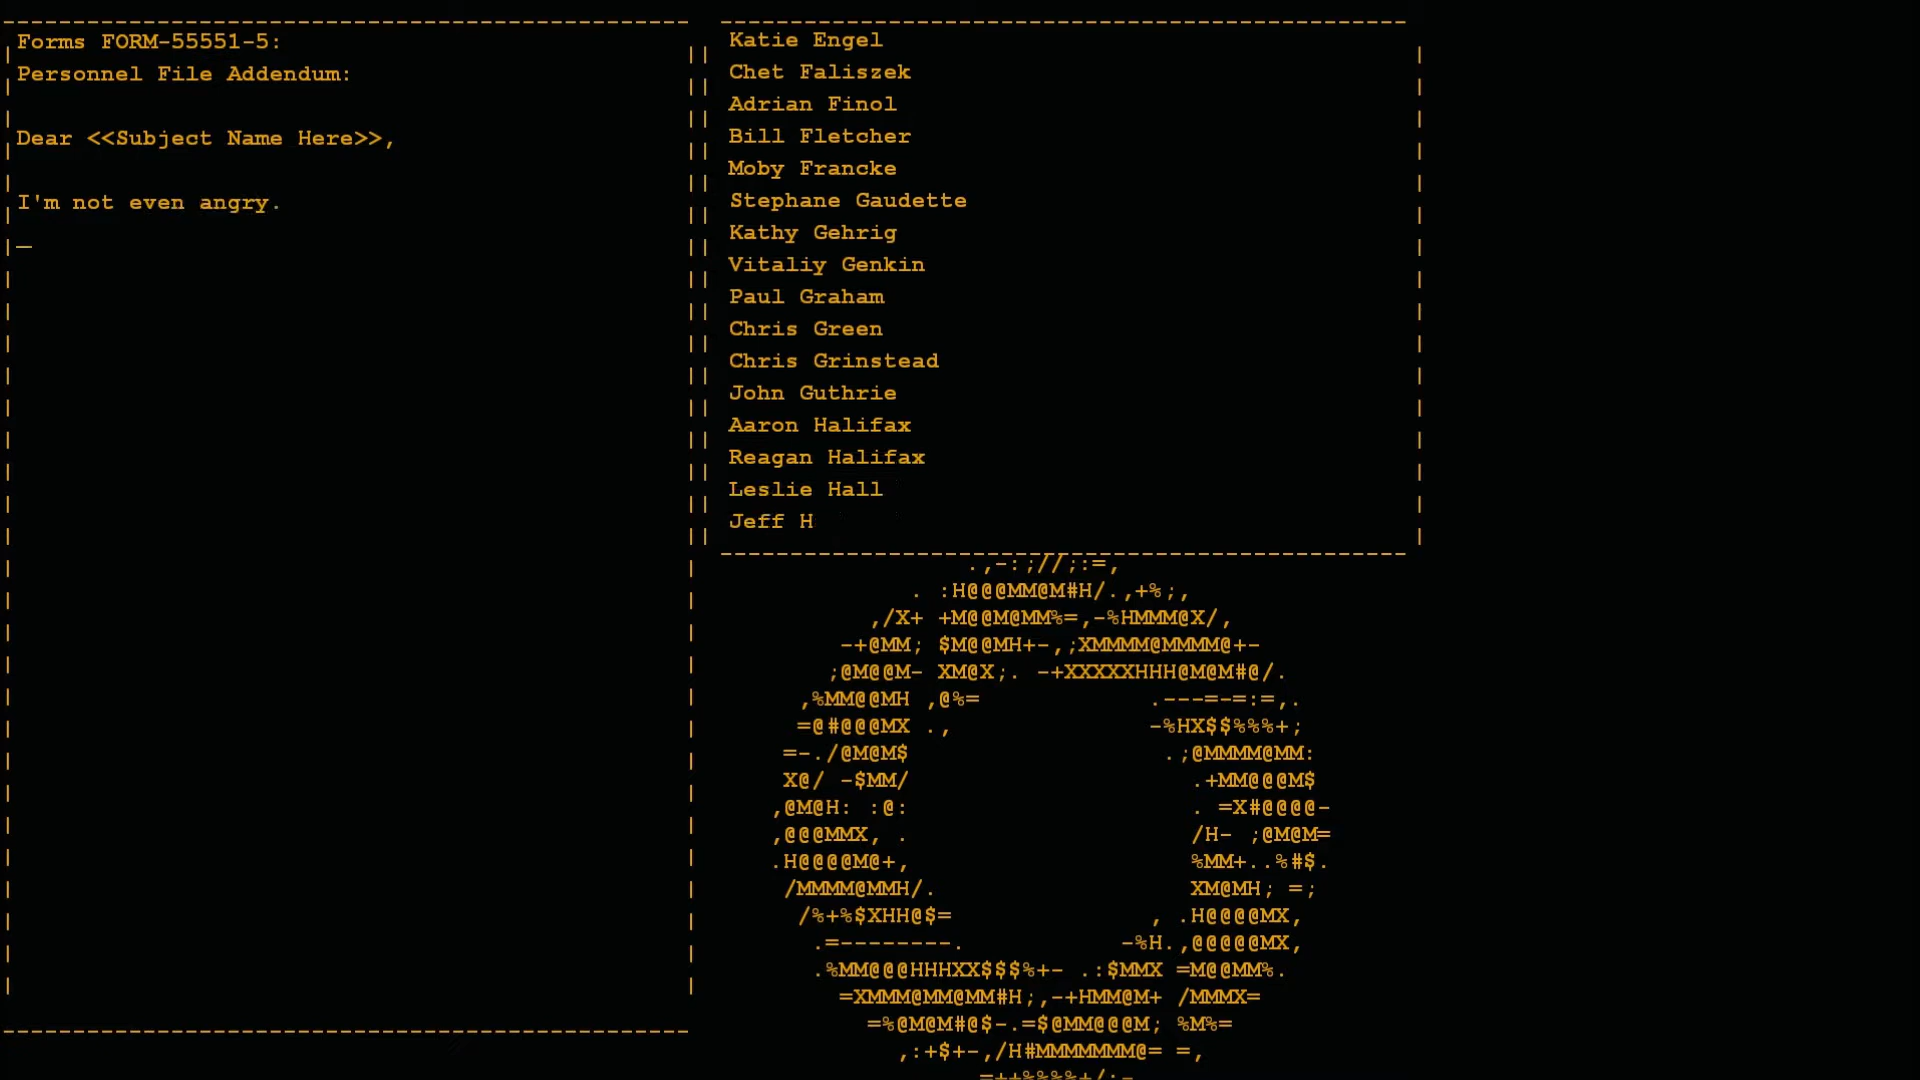 Forms FORM-55551-5:
Personnel File Addendum:
Dear <<Subject Name Here>>,
I'm not even angry.
_
Katie Engel
Chet Faliszek
Adrian Finol
Bill Fletcher
Moby Francke
Stephane Gaudette
Kathy Gehrig
Vitaliy Genkin
Paul Graham
Chris Green
Chris Grinstead
John Guthrie
Aaron Halifax
Reagan Halifax
Leslie Hall
Jeff H